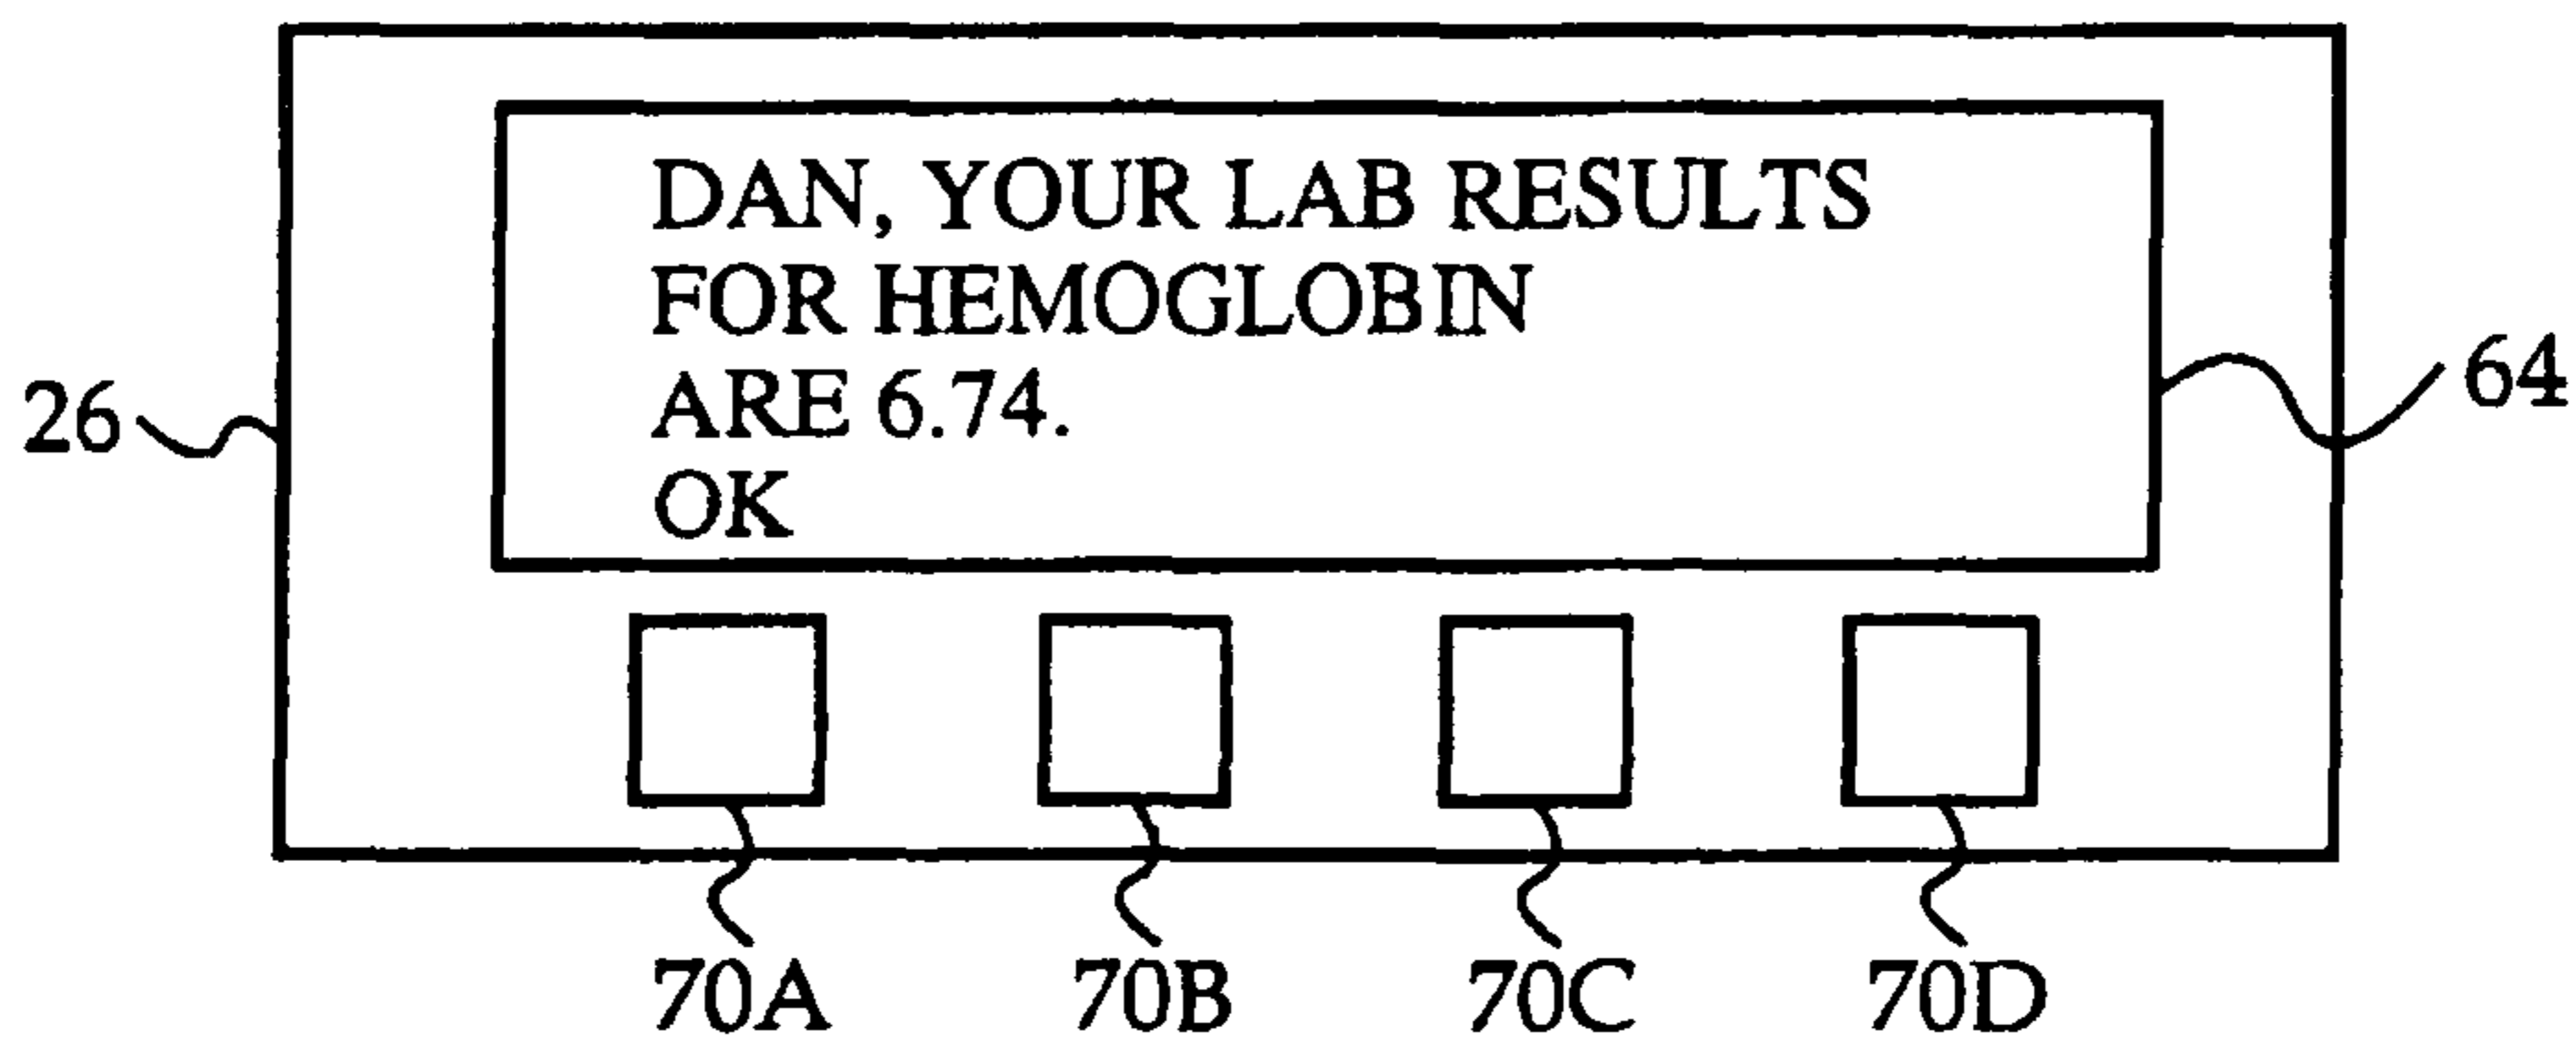 DAN, YOUR LAB RESULTS
FOR HEMOGLOBIN
ARE 6.74.
OK
26
64
70A 70B 70C 70D